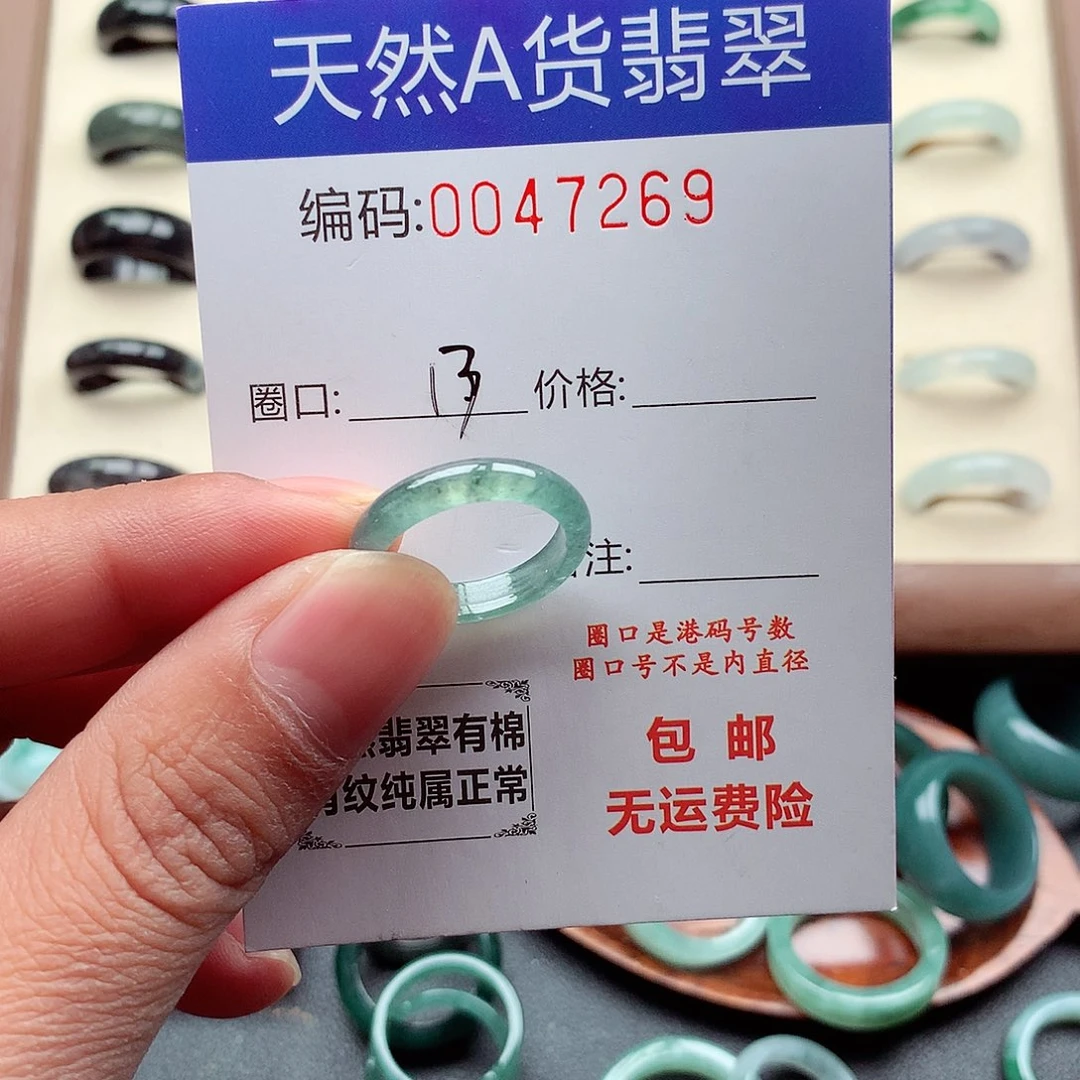 天然A货翡翠
编码:0047269
圈口: 13 价格:
注:
圈口是港码号数
圈口号不是内直径
翡翠有棉
纹纯属正常
包邮
无运费险